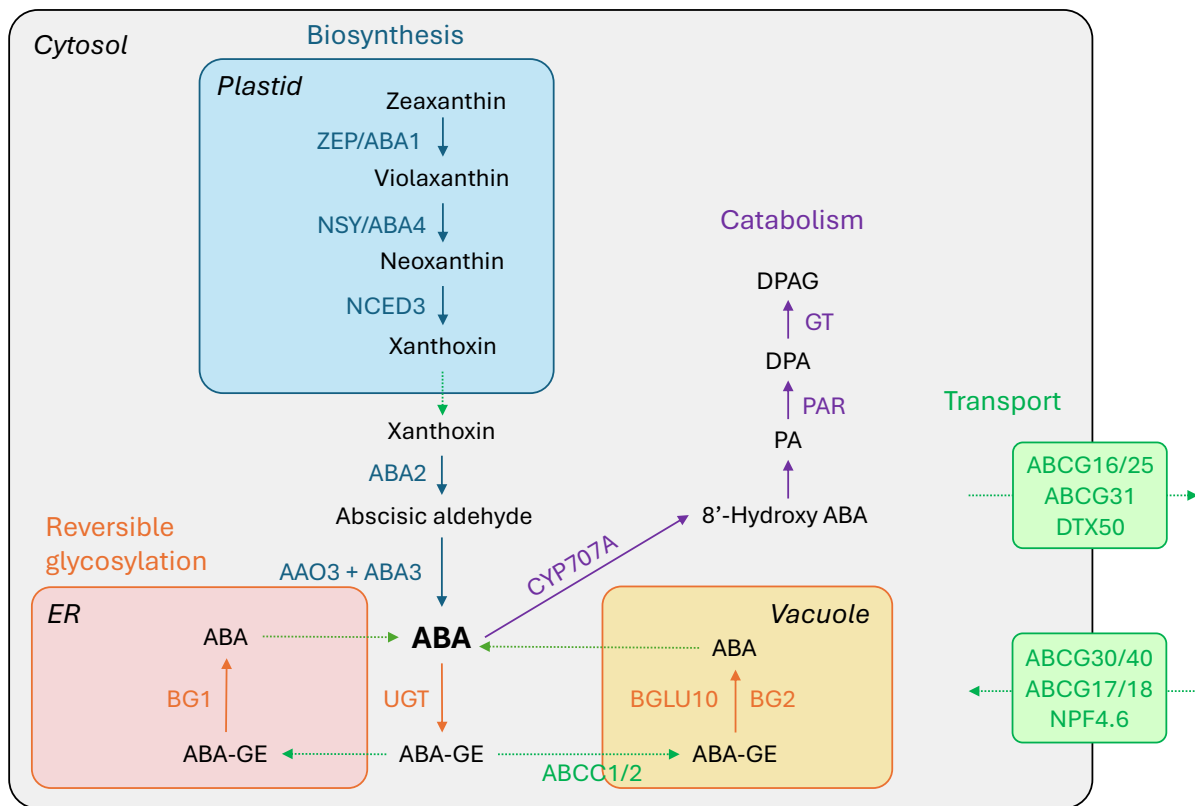 Cytosol
Biosynthesis
Plastid
Zeaxanthin
ZEP/ABA1
Violaxanthin
NSY/ABA4
Neoxanthin
NCED3
Xanthoxin
Xanthoxin
ABA2
Abscisic aldehyde
AAO3 + ABA3
Catabolism
DPAG
GT
DPA
PAR
PA
8’-Hydroxy ABA
CYP707A
Transport
ABCG16/25
ABCG31
DTX50
ABCG30/40
ABCG17/18
NPF4.6
Reversible
glycosylation
ER
ABA
BG1
ABA-GE
ABA
UGT
ABA-GE
ABCC1/2
Vacuole
ABA
BGLU10
BG2
ABA-GE